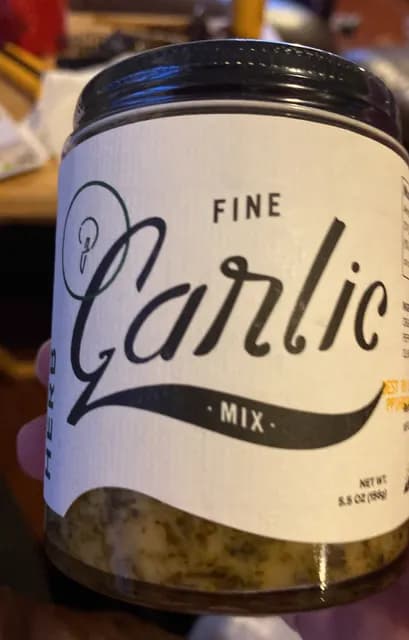 FINE
Garlic
· MIX ·
HERB
NET WT.
5.5 OZ (156g)